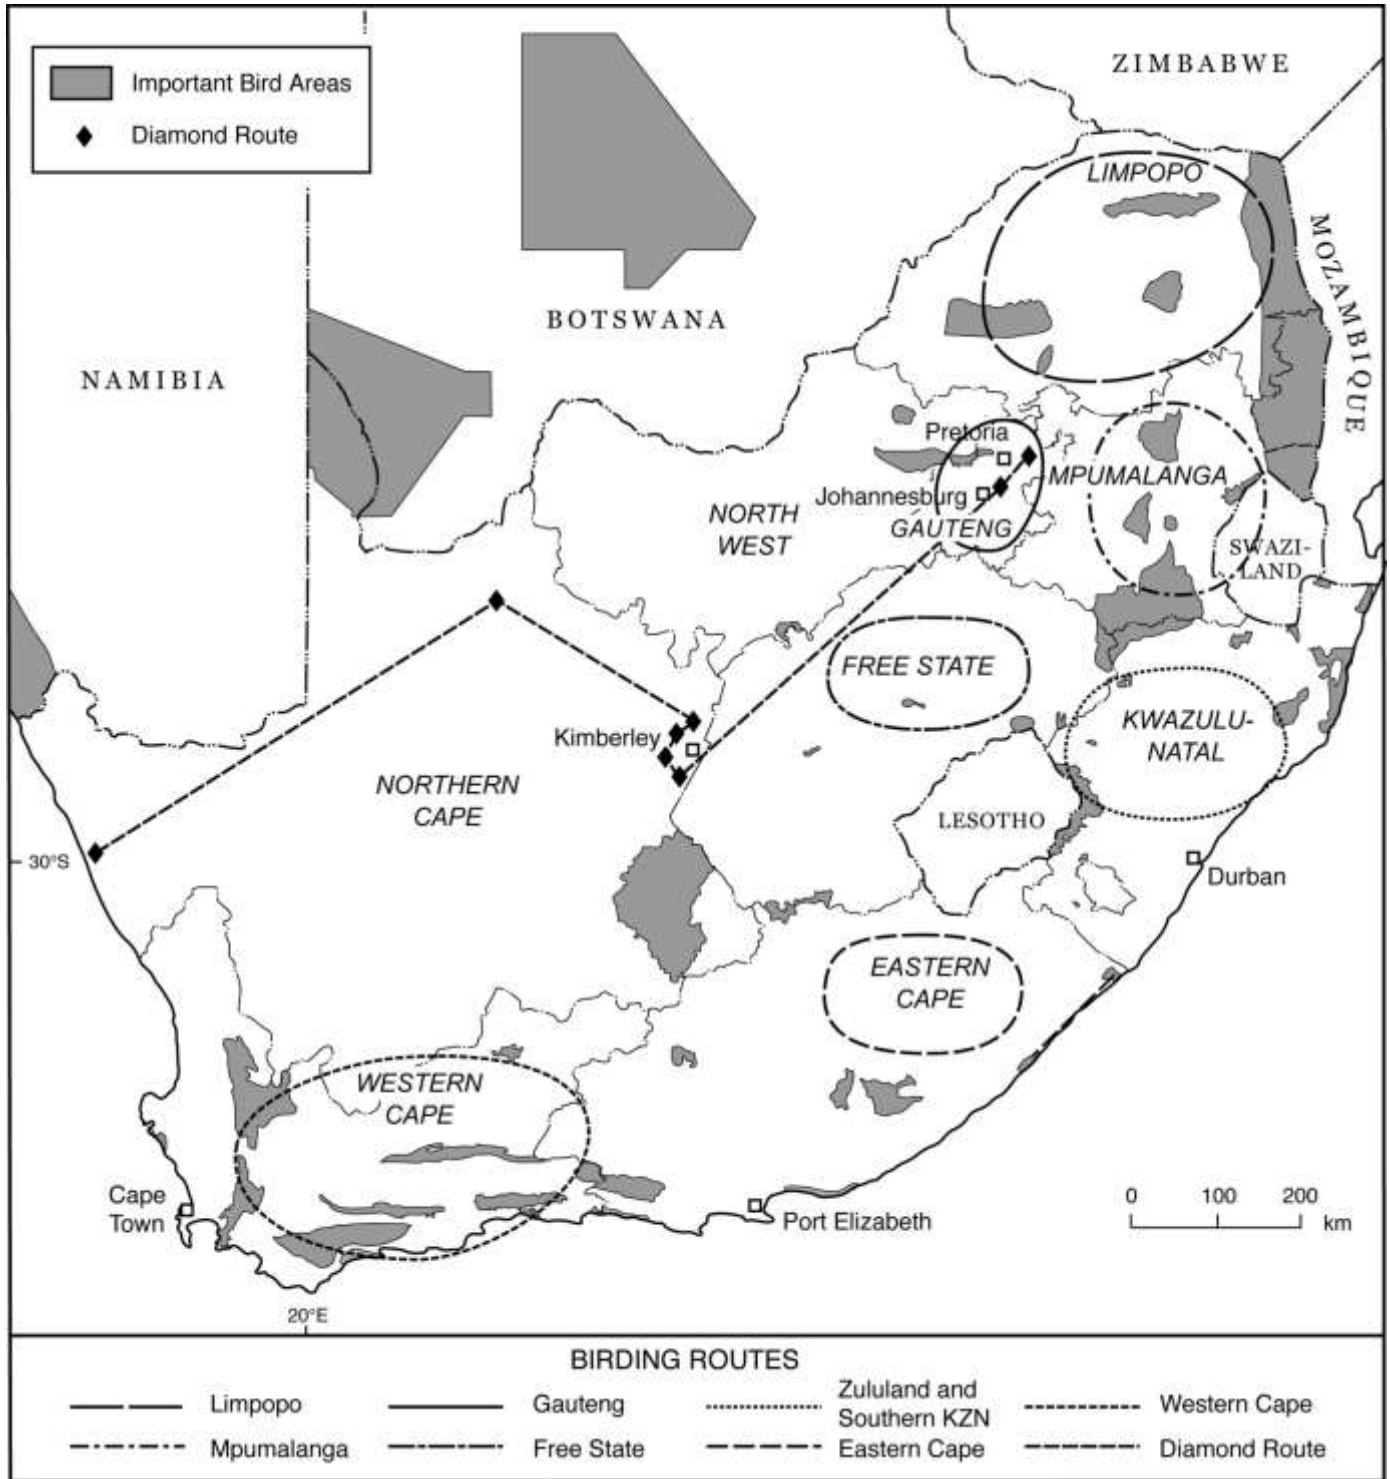 Important Bird Areas
Diamond Route
ZIMBABWE
LIMPOPO
MOZAMBIQUE
BOTSWANA
NAMIBIA
Pretoria
MPUMALANGA
Johannesburg
GAUTENG
NORTH
WEST
SWAZI-
LAND
FREE STATE
KWAZULU-
NATAL
Kimberley
NORTHERN
CAPE
LESOTHO
30°S
Durban
EASTERN
CAPE
WESTERN
CAPE
Cape
Town
Port Elizabeth
0 100 200
km
20°E
BIRDING ROUTES
Limpopo
Gauteng
Zululand and
Southern KZN
Western Cape
Mpumalanga
Free State
Eastern Cape
Diamond Route